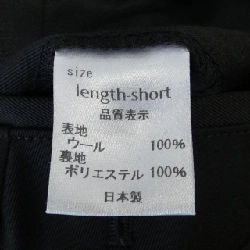 size
length-short
品質表示
表地
ウール 100%
裏地
ポリエステル 100%
日本製